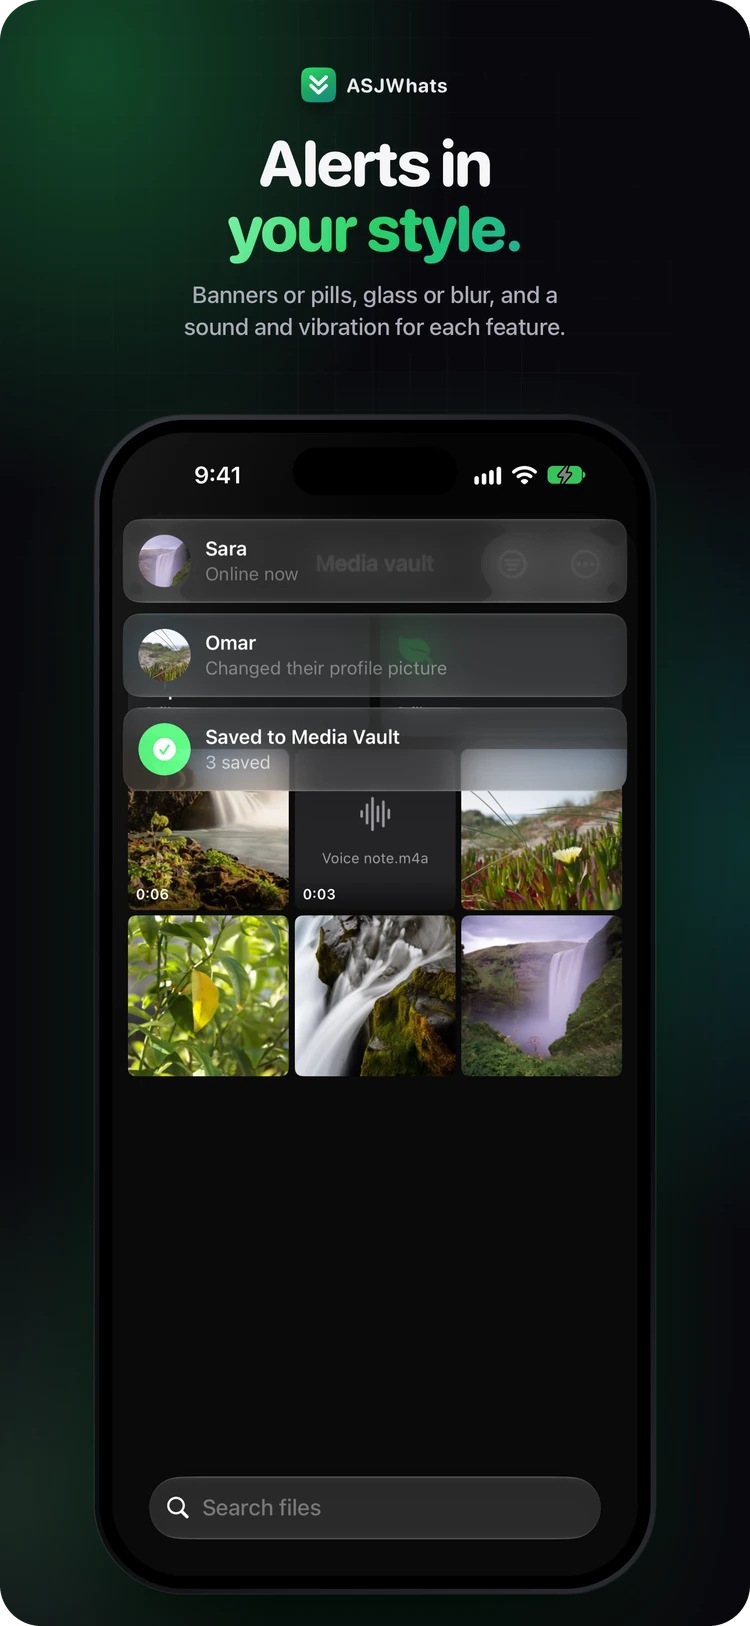 ASJWhats
Alerts in
your style.
Banners or pills, glass or blur, and a
sound and vibration for each feature.
9:41
Sara
Online now
Media vault
Omar
Changed their profile picture
Saved to Media Vault
3 saved
Voice note.m4a
0:06
0:03
Search files